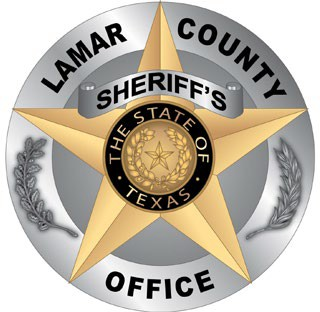 LAMAR COUNTY
SHERIFF'S
THE STATE OF
TEXAS
OFFICE